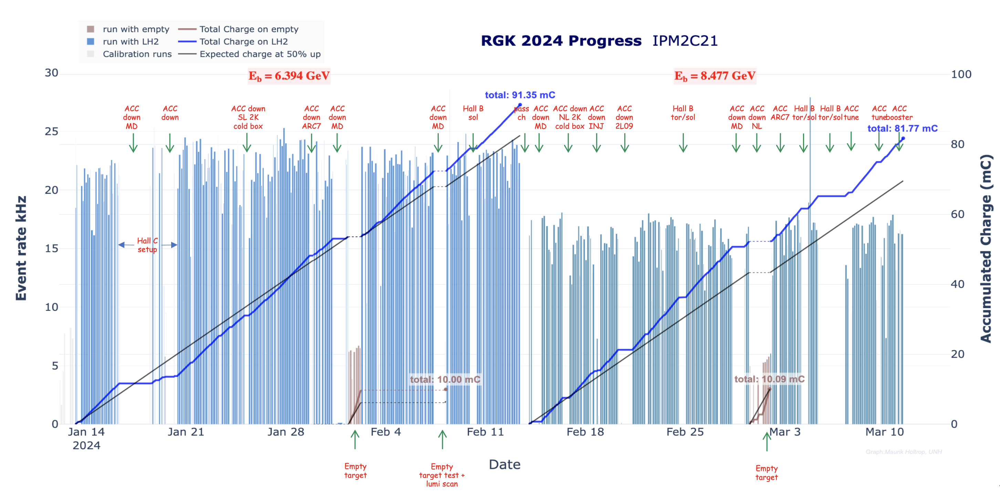 run with empty
Total Charge on empty
run with LH2
Total Charge on LH2
Calibration runs
Expected charge at 50% up
RGK 2024 Progress IPM2C21
E_b = 6.394 GeV
E_b = 8.477 GeV
total: 91.35 mC
total: 81.77 mC
ACC
down
MD
ACC
down
ACC down
SL 2K
cold box
ACC
down
ARC7
ACC
down
MD
ACC
down
MD
Hall B
sol
pass
ch
ACC
down
MD
ACC down
NL 2K
cold box
ACC
down
INJ
ACC
down
2L09
Hall B
tor/sol
ACC
down
MD
ACC
down
NL
ACC
ARC7
Hall B
tor/sol
Hall B
tor/sol
ACC
tune
ACC
tune
ACC
booster
Hall C
setup
total: 10.00 mC
total: 10.09 mC
Event rate kHz
30
25
20
15
10
5
0
Accumulated Charge (mC)
100
80
60
40
20
0
Jan 14
2024
Jan 21
Jan 28
Feb 4
Feb 11
Feb 18
Feb 25
Mar 3
Mar 10
Graph:Maurik Holtrop, UNH
Date
Empty
target
Empty
target test +
lumi scan
Empty
target